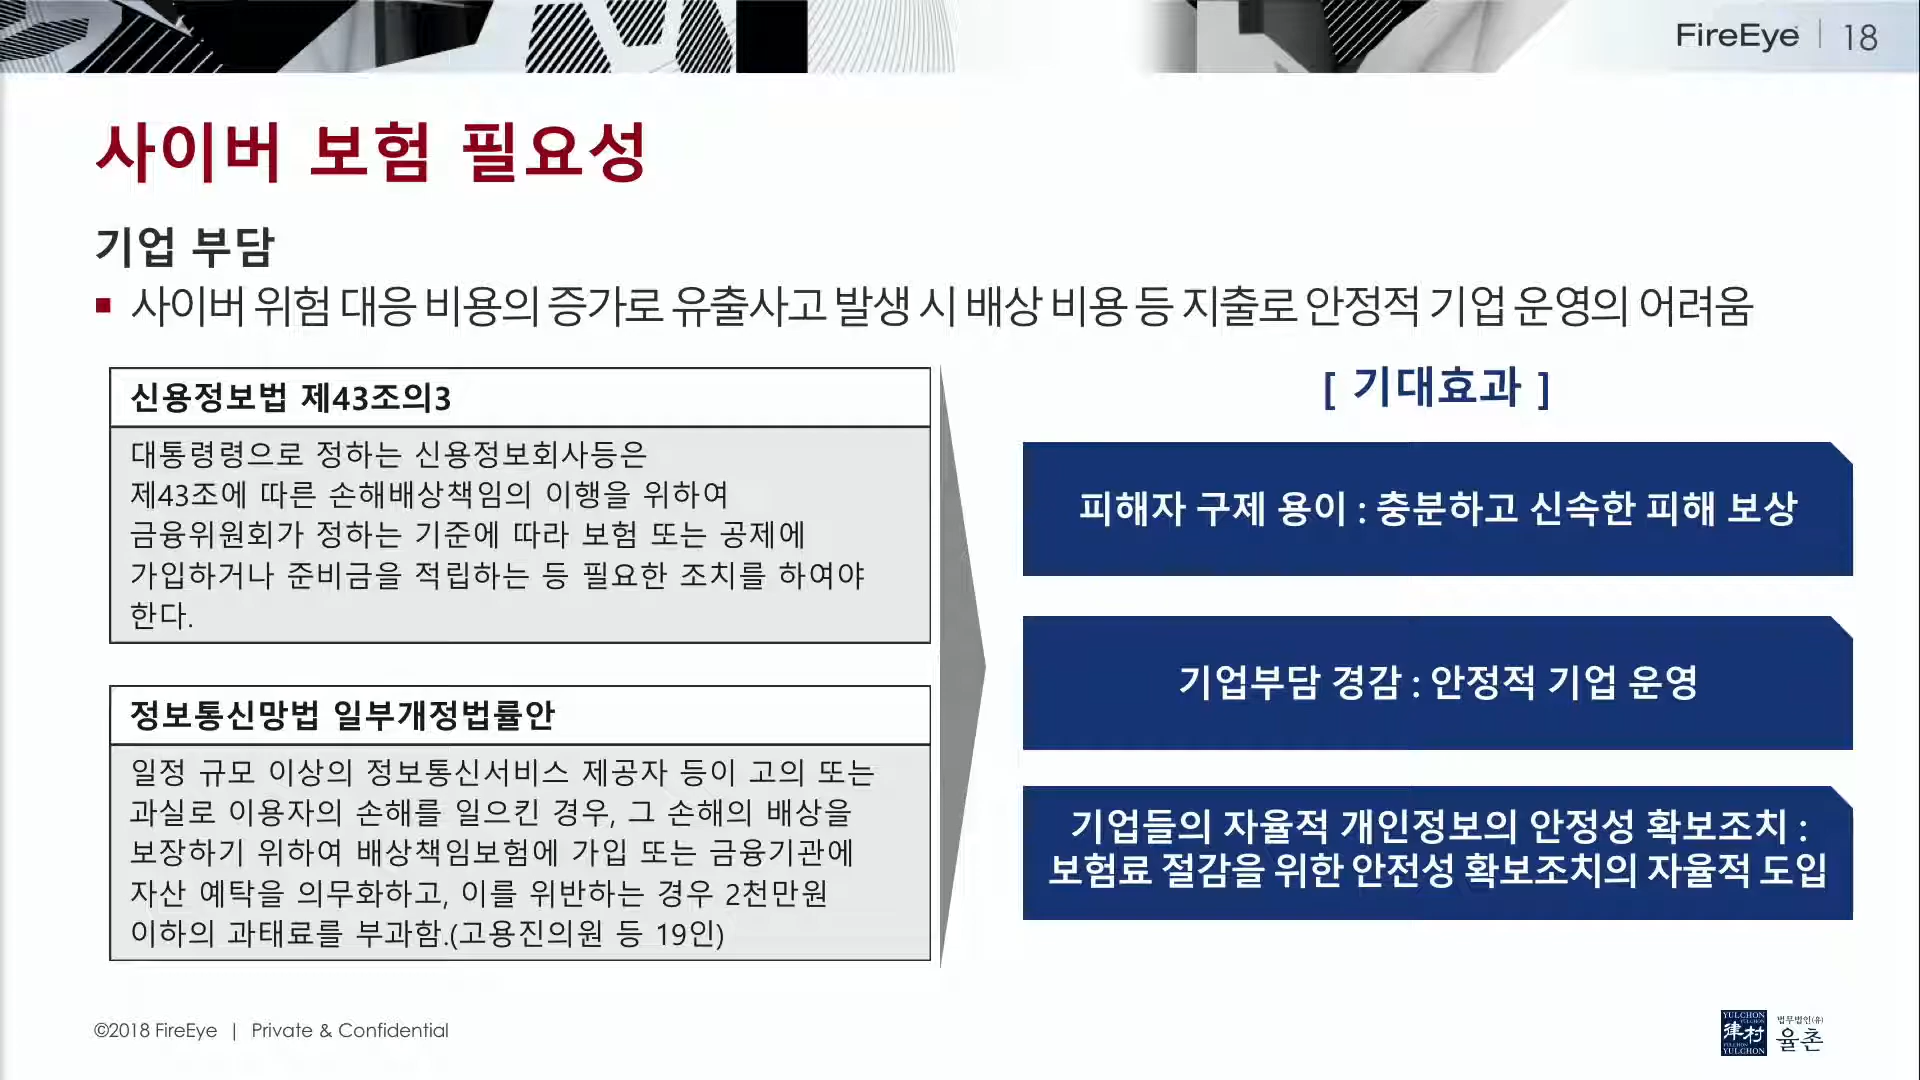 FireEye | 18
사이버 보험 필요성
기업 부담
▪ 사이버 위험 대응 비용의 증가로 유출사고 발생 시 배상 비용 등 지출로 안정적 기업 운영의 어려움
신용정보법 제43조의3
대통령령으로 정하는 신용정보회사등은
제43조에 따른 손해배상책임의 이행을 위하여
금융위원회가 정하는 기준에 따라 보험 또는 공제에
가입하거나 준비금을 적립하는 등 필요한 조치를 하여야
한다.
정보통신망법 일부개정법률안
일정 규모 이상의 정보통신서비스 제공자 등이 고의 또는
과실로 이용자의 손해를 일으킨 경우, 그 손해의 배상을
보장하기 위하여 배상책임보험에 가입 또는 금융기관에
자산 예탁을 의무화하고, 이를 위반하는 경우 2천만원
이하의 과태료를 부과함.(고용진의원 등 19인)
[ 기대효과 ]
피해자 구제 용이 : 충분하고 신속한 피해 보상
기업부담 경감 : 안정적 기업 운영
기업들의 자율적 개인정보의 안정성 확보조치 :
보험료 절감을 위한 안전성 확보조치의 자율적 도입
©2018 FireEye | Private & Confidential
YULCHON
律村
YULCHON
법무법인(유)
율촌